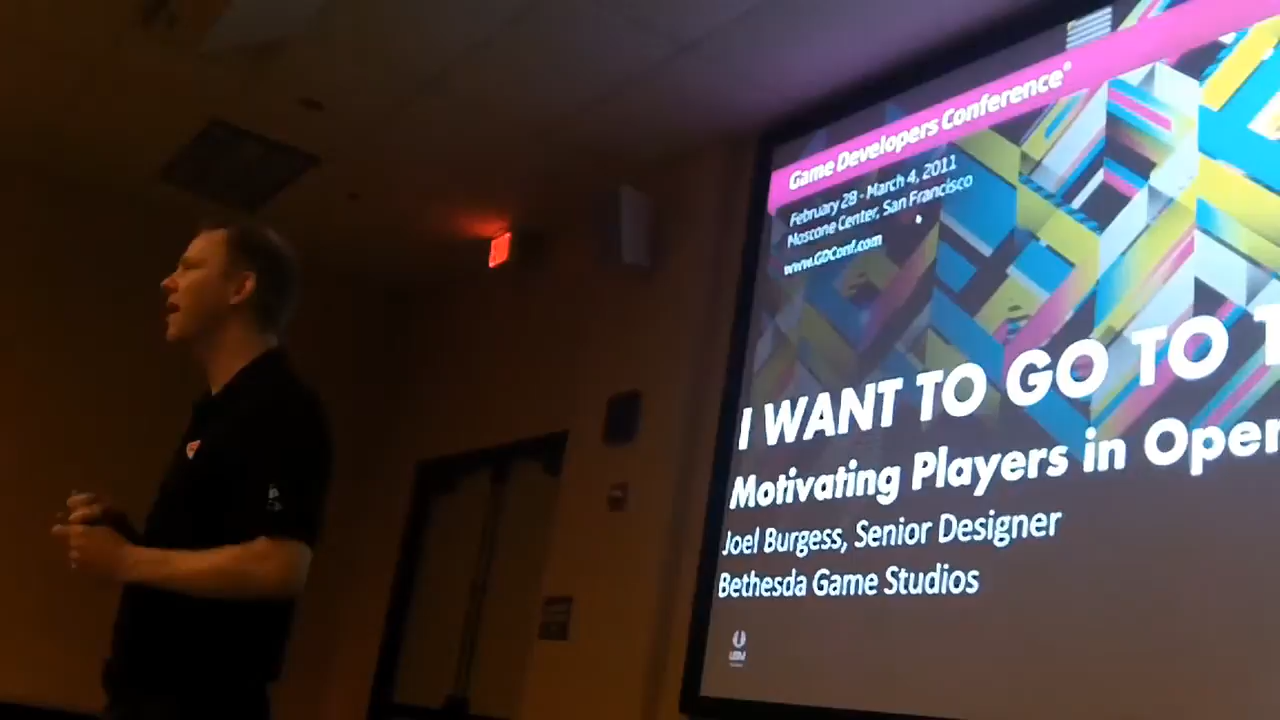 Game Developers Conference®
February 28 - March 4, 2011
Moscone Center, San Francisco
www.GDConf.com
I WANT TO GO TO T
Motivating Players in Open
Joel Burgess, Senior Designer
Bethesda Game Studios
UBM